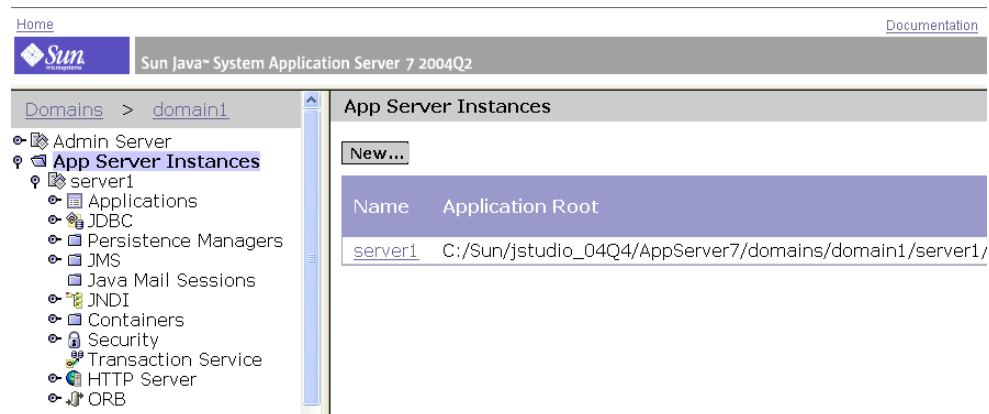 Home
Documentation
Sun
microsystems
Sun Java™ System Application Server 7 2004Q2
Domains > domain1
Admin Server
App Server Instances
server1
Applications
JDBC
Persistence Managers
JMS
Java Mail Sessions
JNDI
Containers
Security
Transaction Service
HTTP Server
ORB
App Server Instances
New...
Name Application Root
server1 C:/Sun/jstudio_04Q4/AppServer7/domains/domain1/server1/